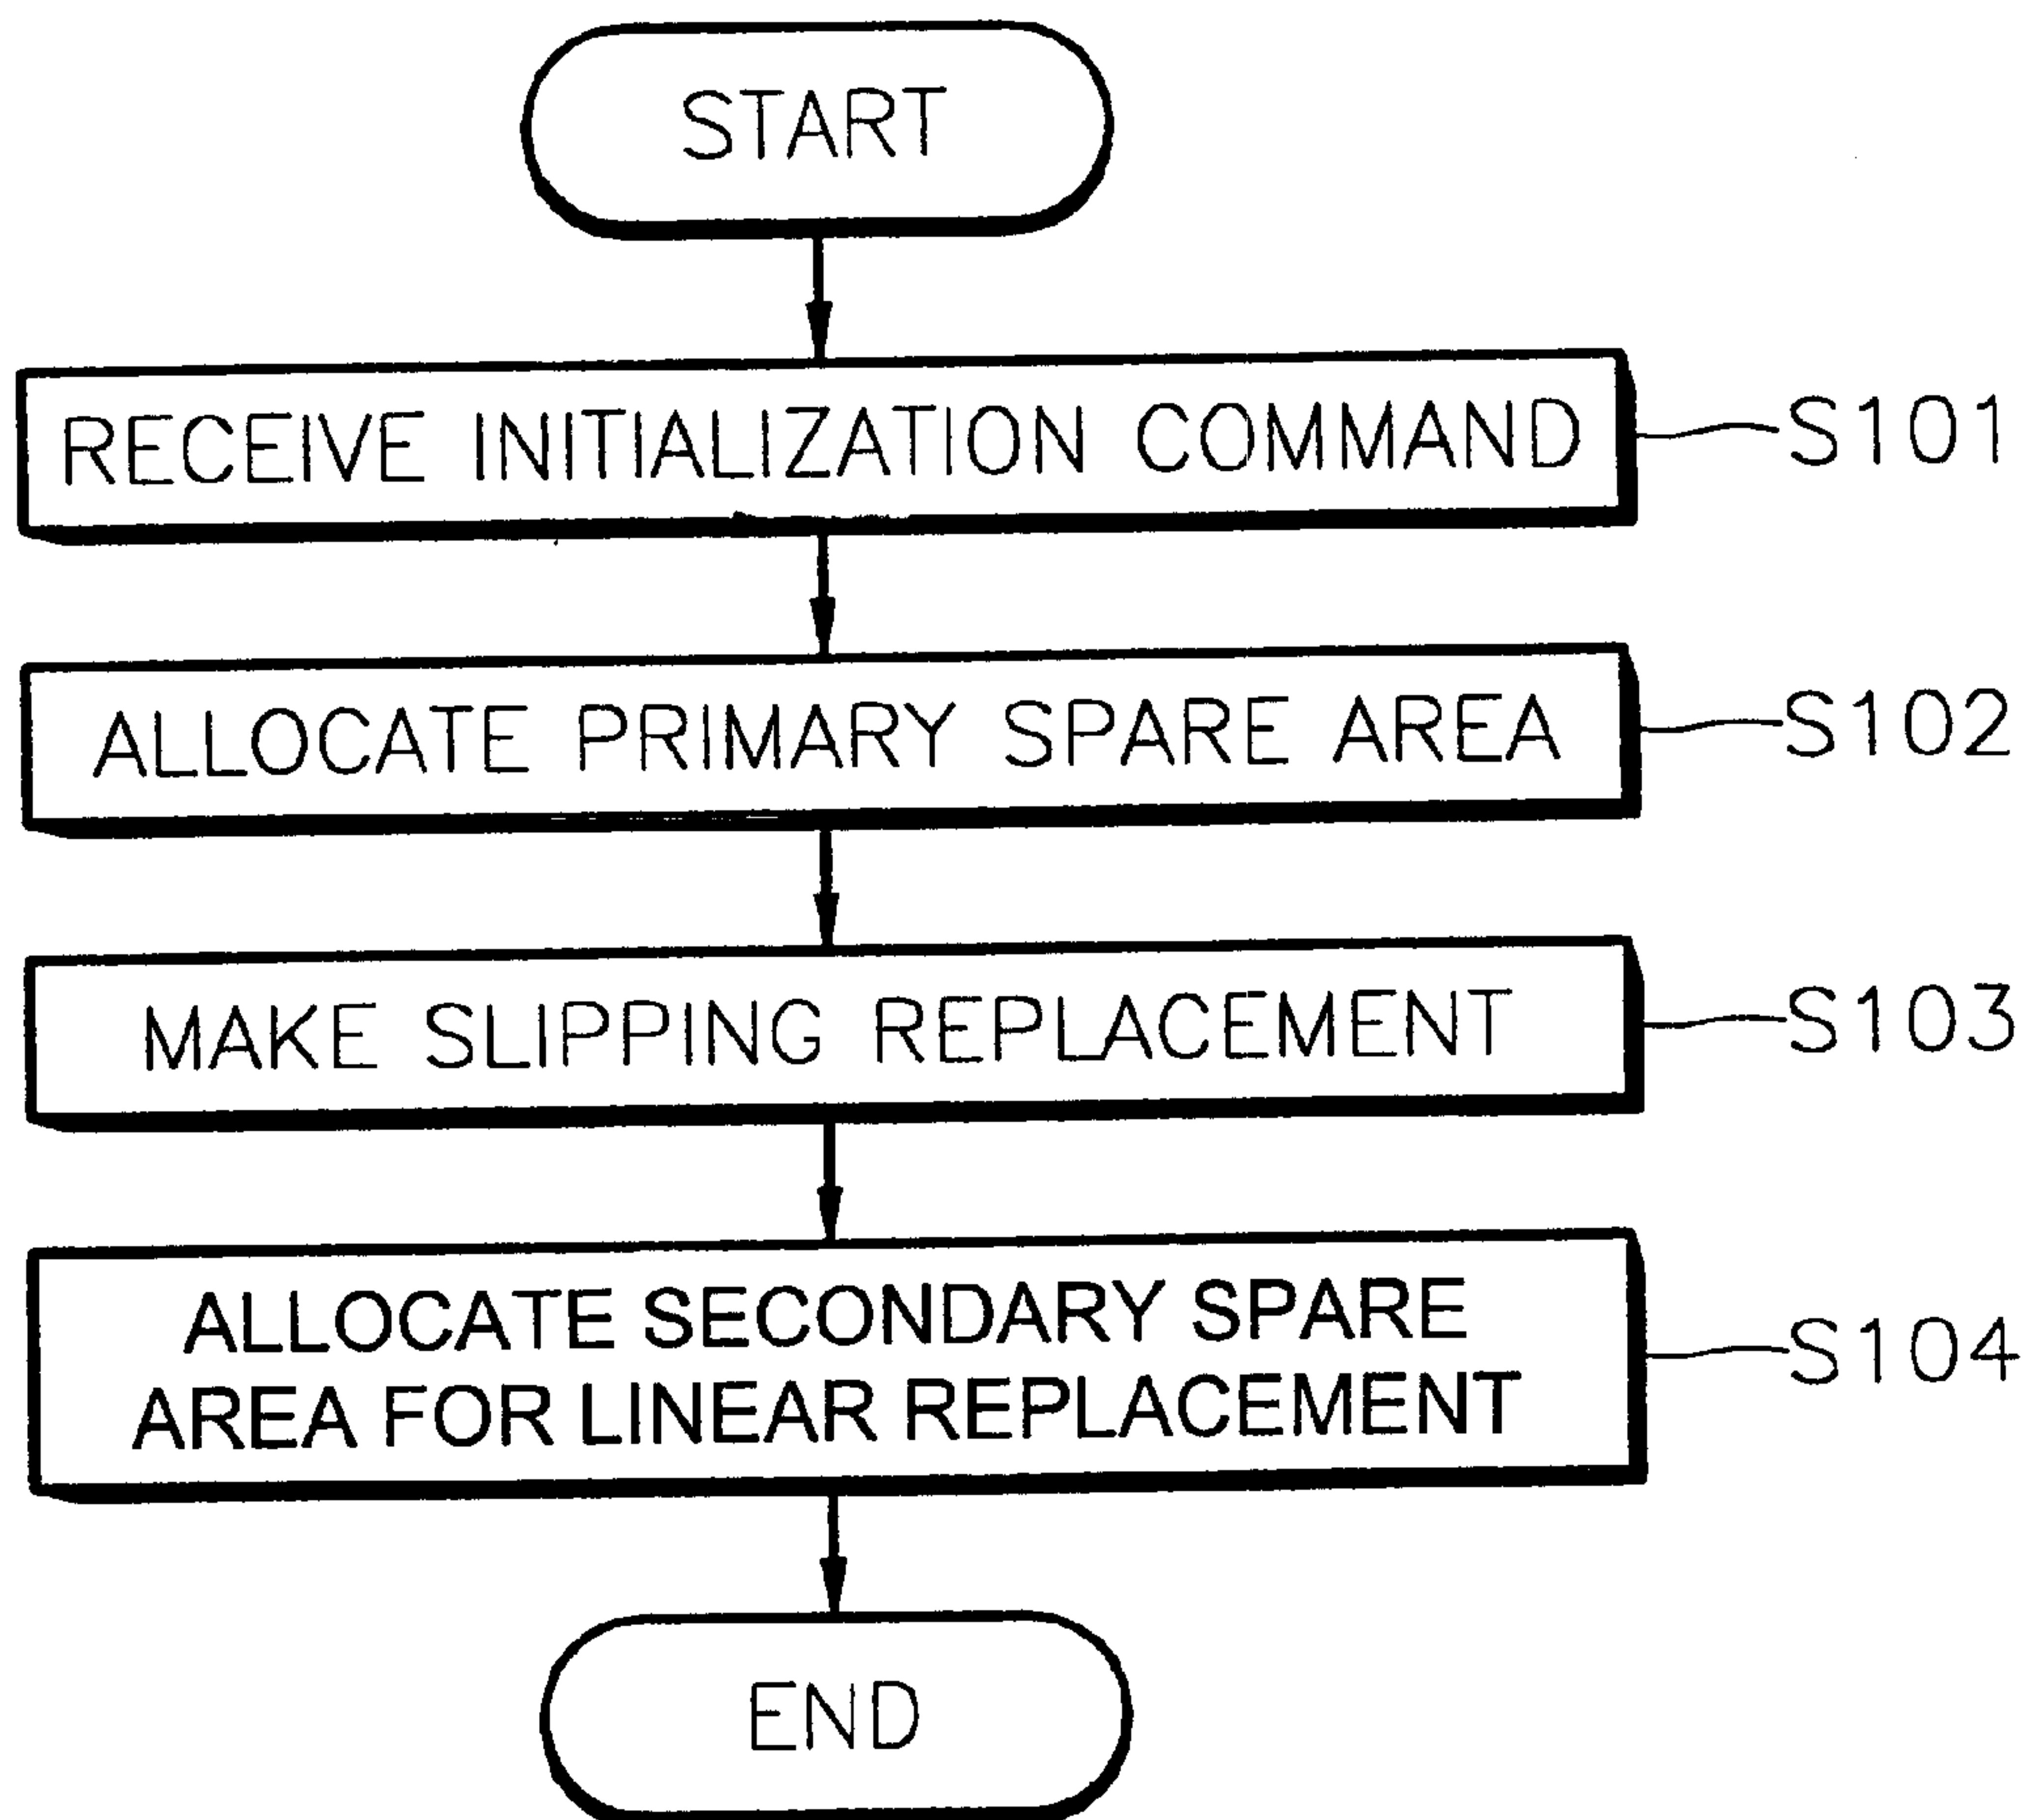 START
RECEIVE INITIALIZATION COMMAND
S101
ALLOCATE PRIMARY SPARE AREA
S102
MAKE SLIPPING REPLACEMENT
S103
ALLOCATE SECONDARY SPARE
AREA FOR LINEAR REPLACEMENT
S104
END